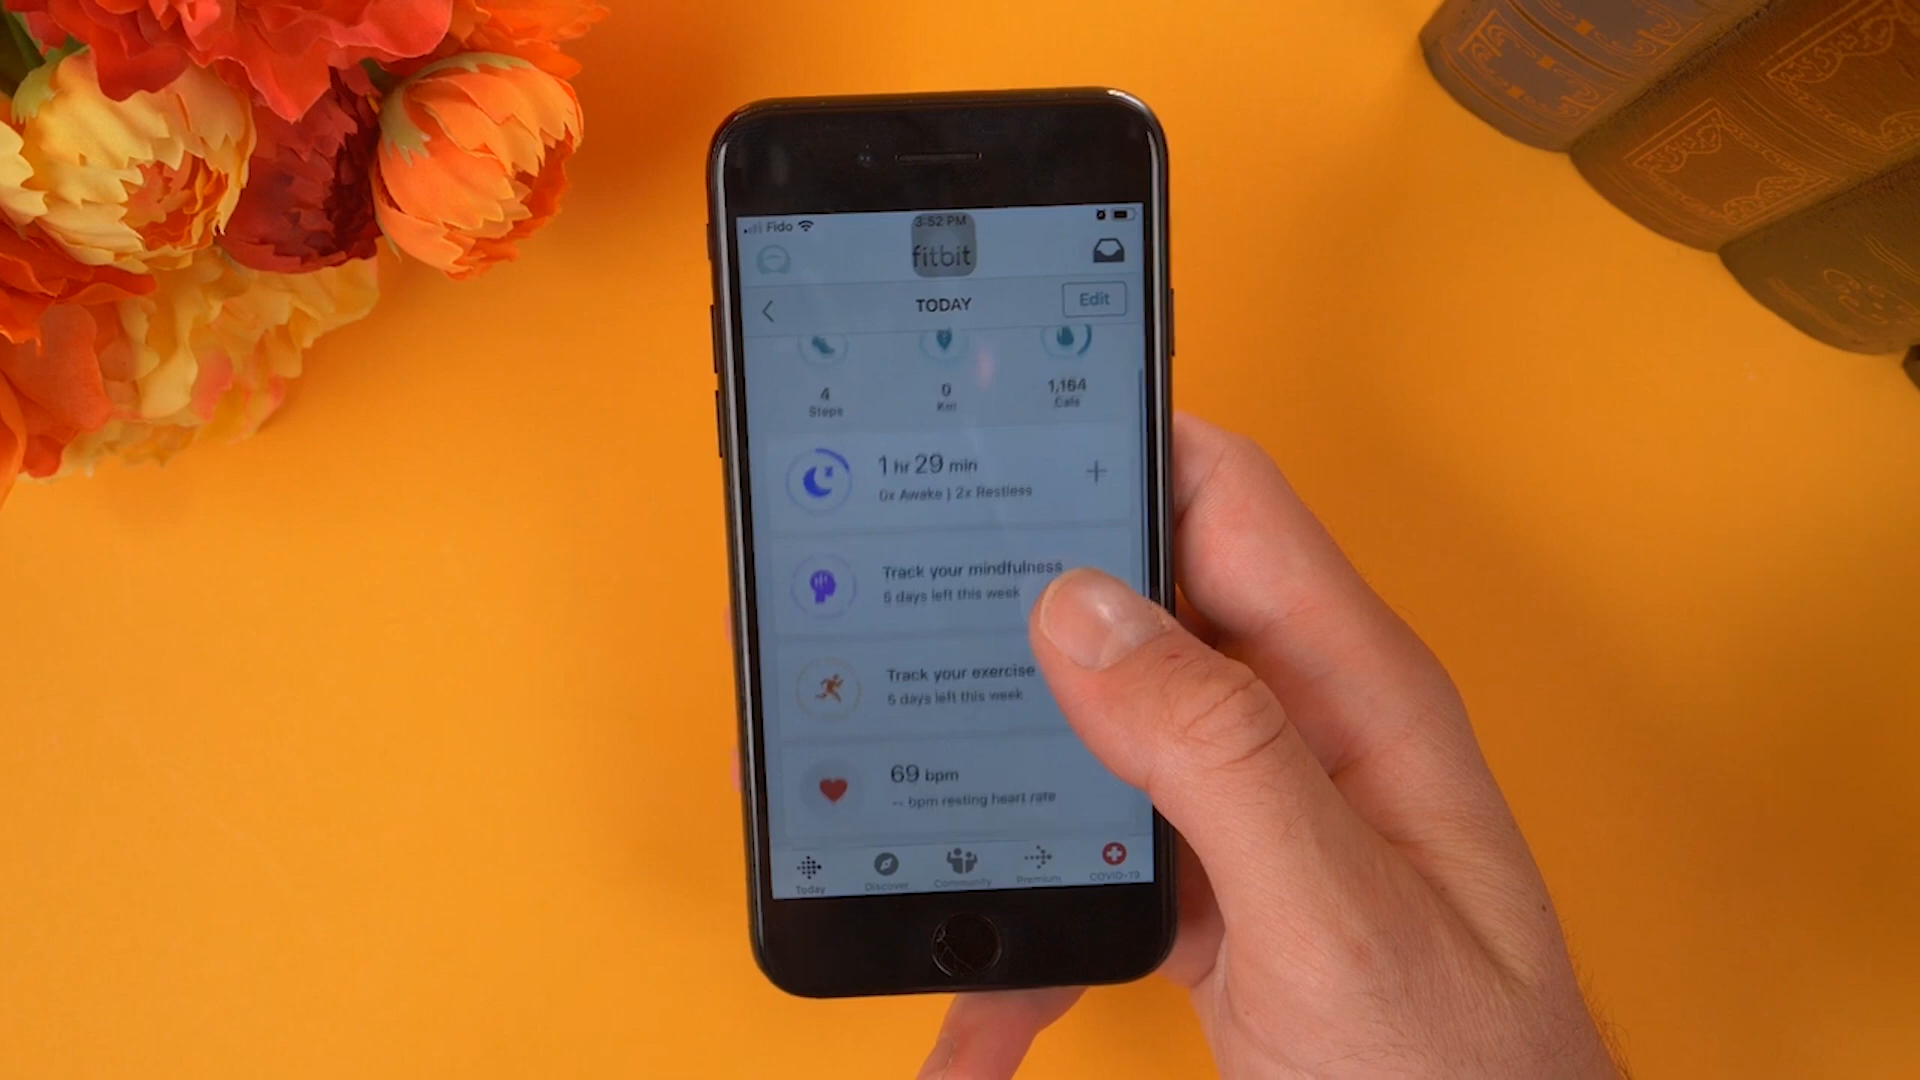 Fido 3:52 PM
fitbit
TODAY Edit
4 0 1,164
Steps Km Cals
1 hr 29 min
0x Awake | 2x Restless
Track your mindfulness
6 days left this week
Track your exercise
5 days left this week
69 bpm
-- bpm resting heart rate
Today Discover Community Premium COVID-19